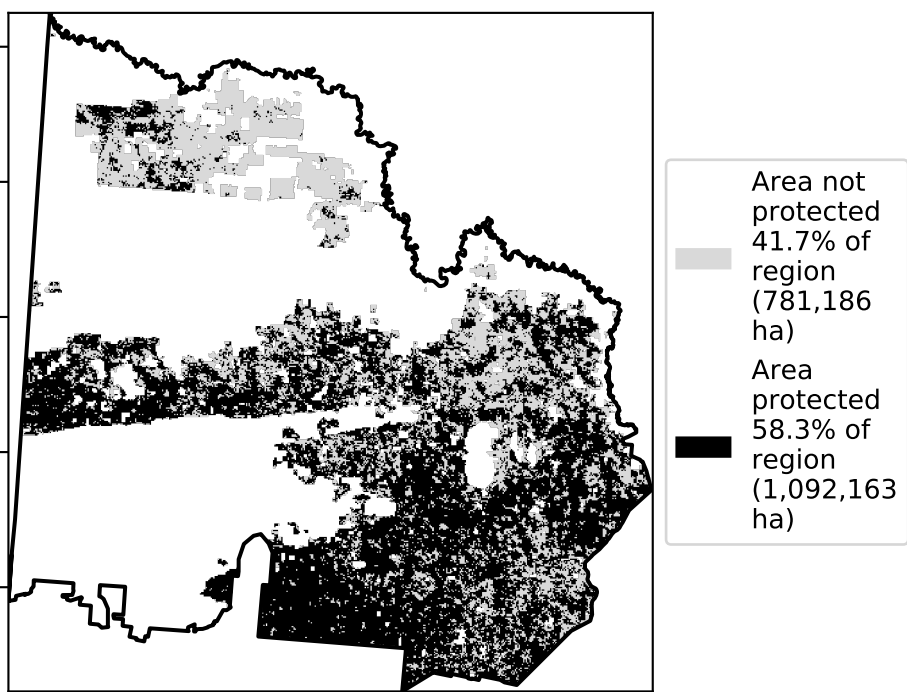 Area not
protected
41.7% of
region
(781,186
ha)
Area
protected
58.3% of
region
(1,092,163
ha)